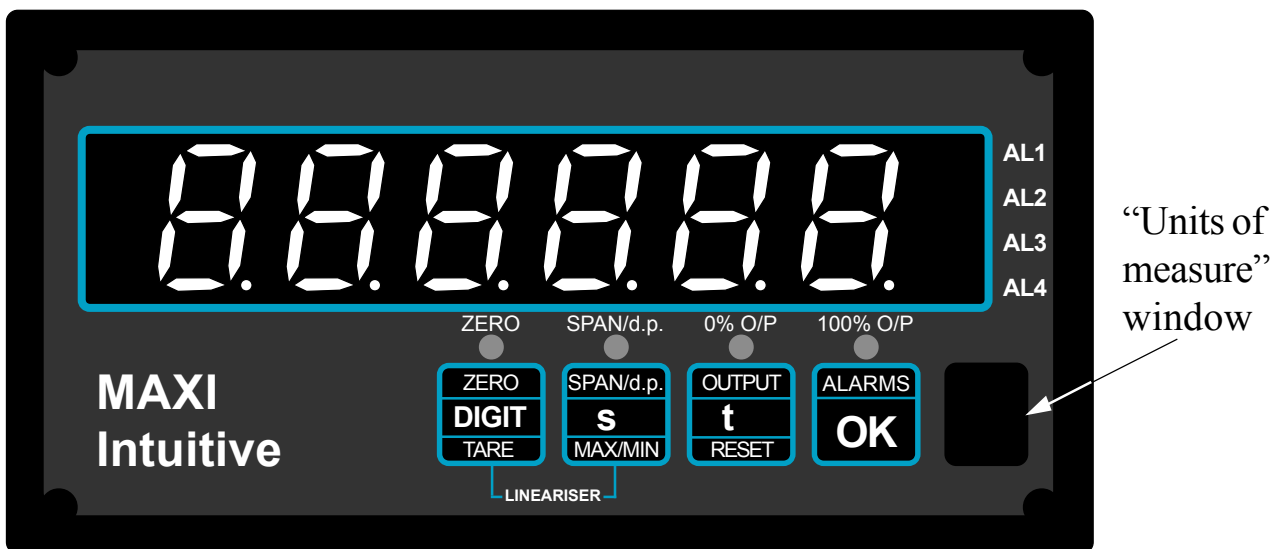 888888
AL1
AL2
AL3
AL4
“Units of
measure”
window
ZERO SPAN/d.p. 0% O/P 100% O/P
MAXI
Intuitive
ZERO SPAN/d.p. OUTPUT ALARMS
DIGIT s t OK
TARE MAX/MIN RESET
LINEARISER